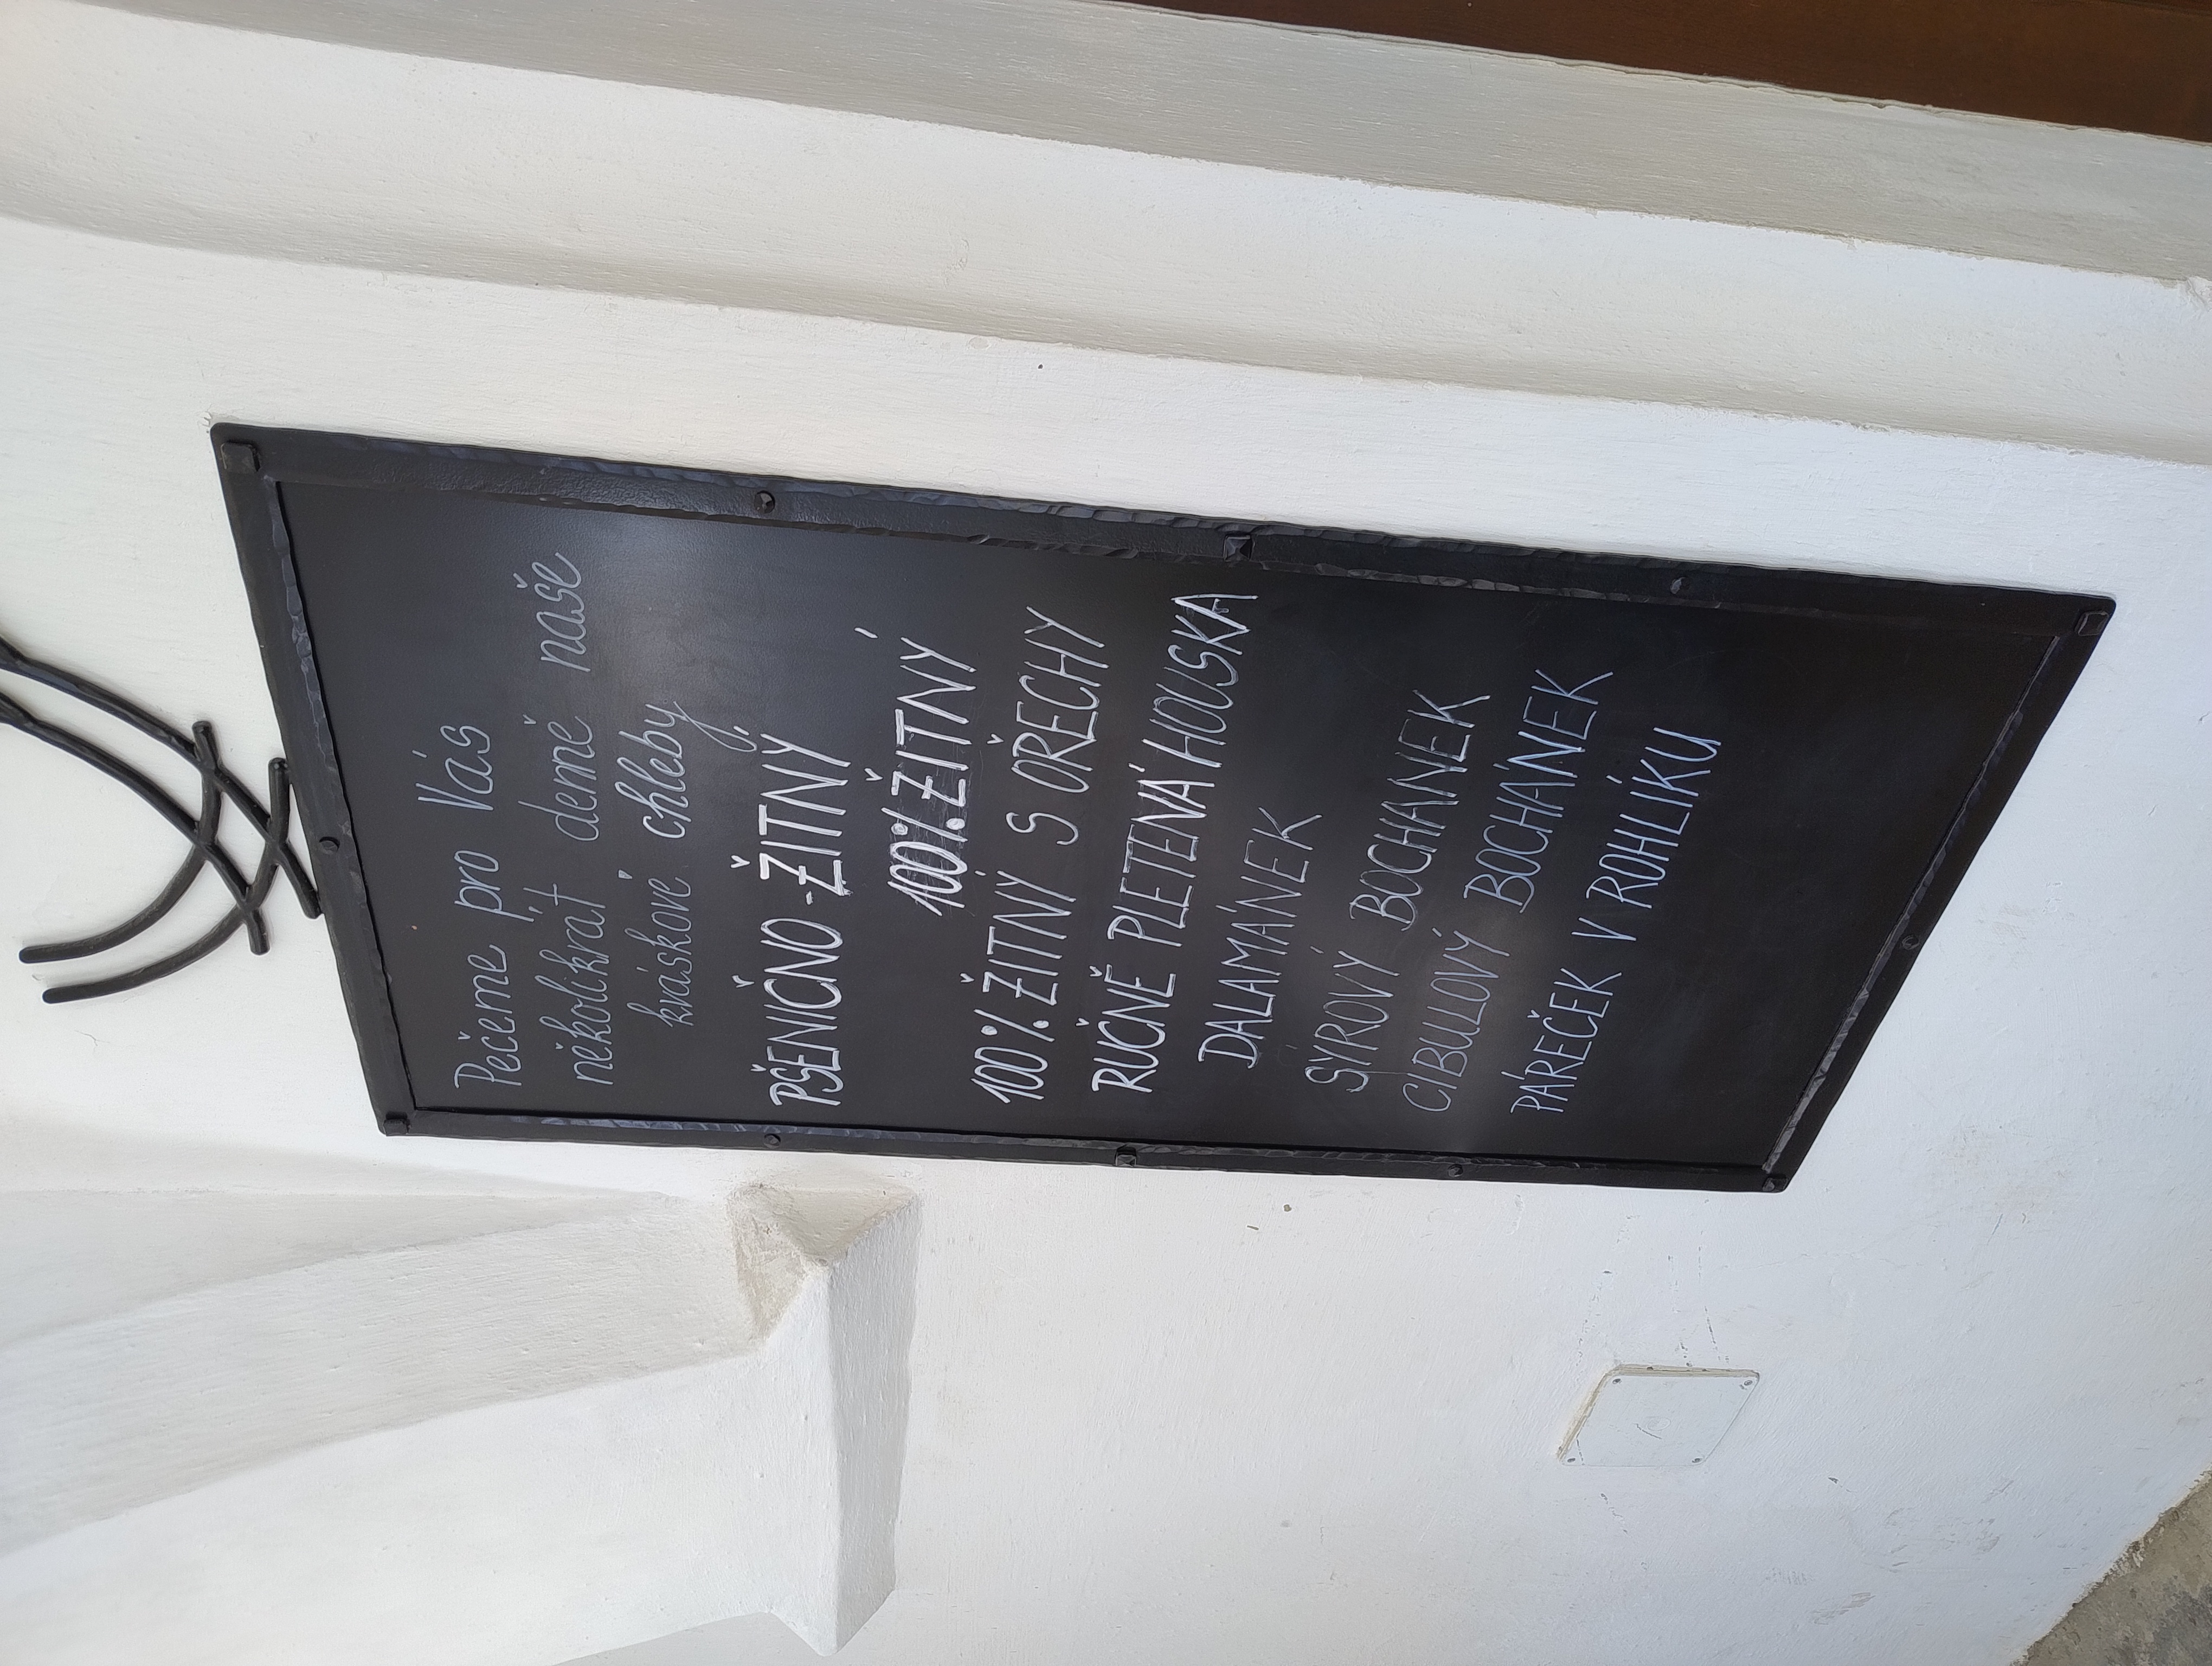 Pečeme pro Vás
několikrát denně naše
kváskové chleby
PŠENIČNO-ŽITNÝ
100% ŽITNÝ
100% ŽITNÝ S OŘECHY
RUČNĚ PLETENÁ HOUSKA
DALAMÁNEK
SÝROVÝ BOCHANEK
CIBULOVÝ BOCHÁNEK
PÁREČEK V ROHLÍKU